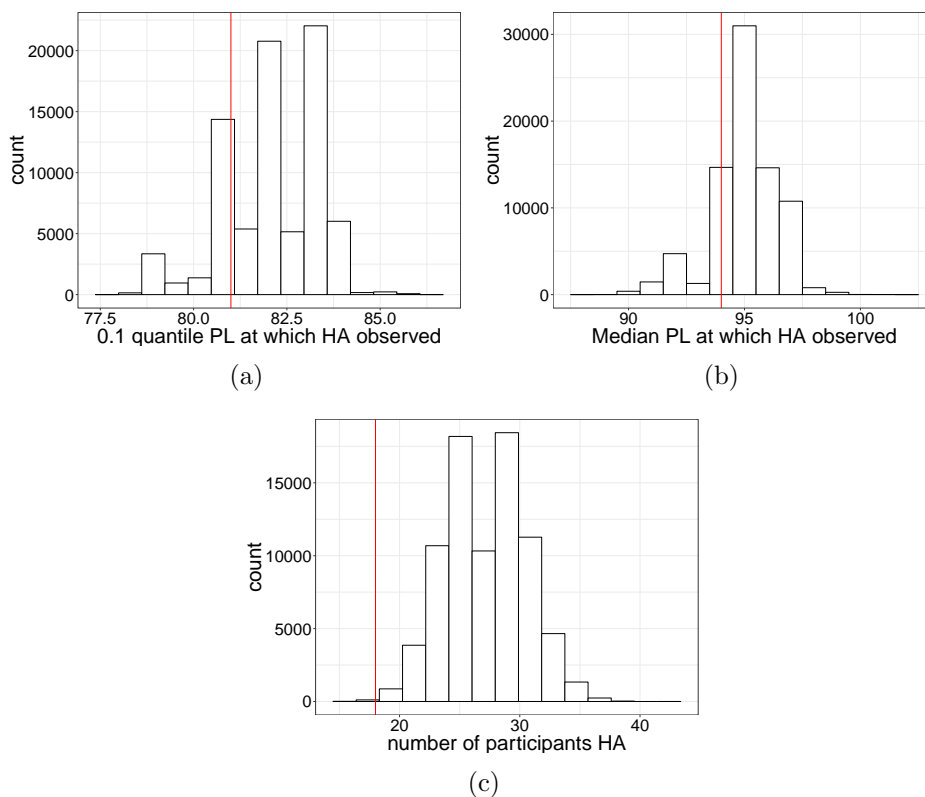 20000
15000
10000
5000
0
count
77.5 80.0 82.5 85.0
0.1 quantile PL at which HA observed
(a)
30000
20000
10000
0
count
90 95 100
Median PL at which HA observed
(b)
15000
10000
5000
0
count
20 30 40
number of participants HA
(c)